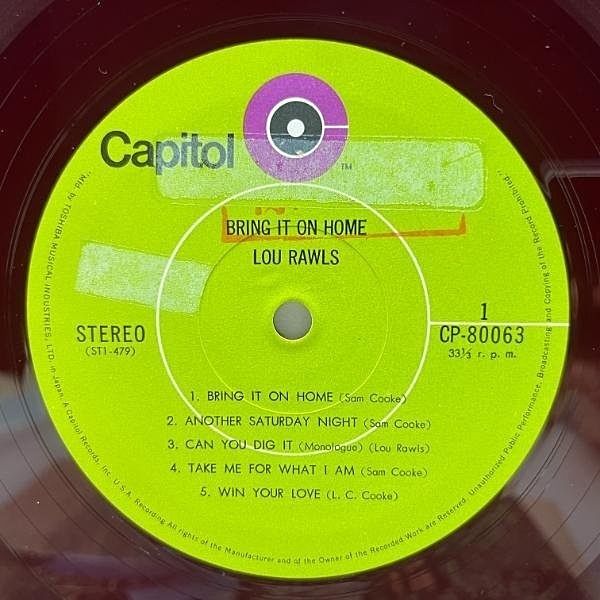 Capitol
TM
BRING IT ON HOME
LOU RAWLS
STEREO
(ST1-479)
1
CP-80063
33⅓ r. p. m.
1. BRING IT ON HOME (Sam Cooke)
2. ANOTHER SATURDAY NIGHT (Sam Cooke)
3. CAN YOU DIG IT (Monologue) (Lou Rawls)
4. TAKE ME FOR WHAT I AM (Sam Cooke)
5. WIN YOUR LOVE (L. C. Cooke)
"Mfd by TOSHIBA MUSICAL INDUSTRIES, LTD. in Japan, A Capitol Records, Inc. U.S.A. Recording All rights of the Manufacturer and of the Owner of the Recorded Work are Reserved. Unauthorized Public Performance, Broadcasting and Copying of the Record Prohibited"